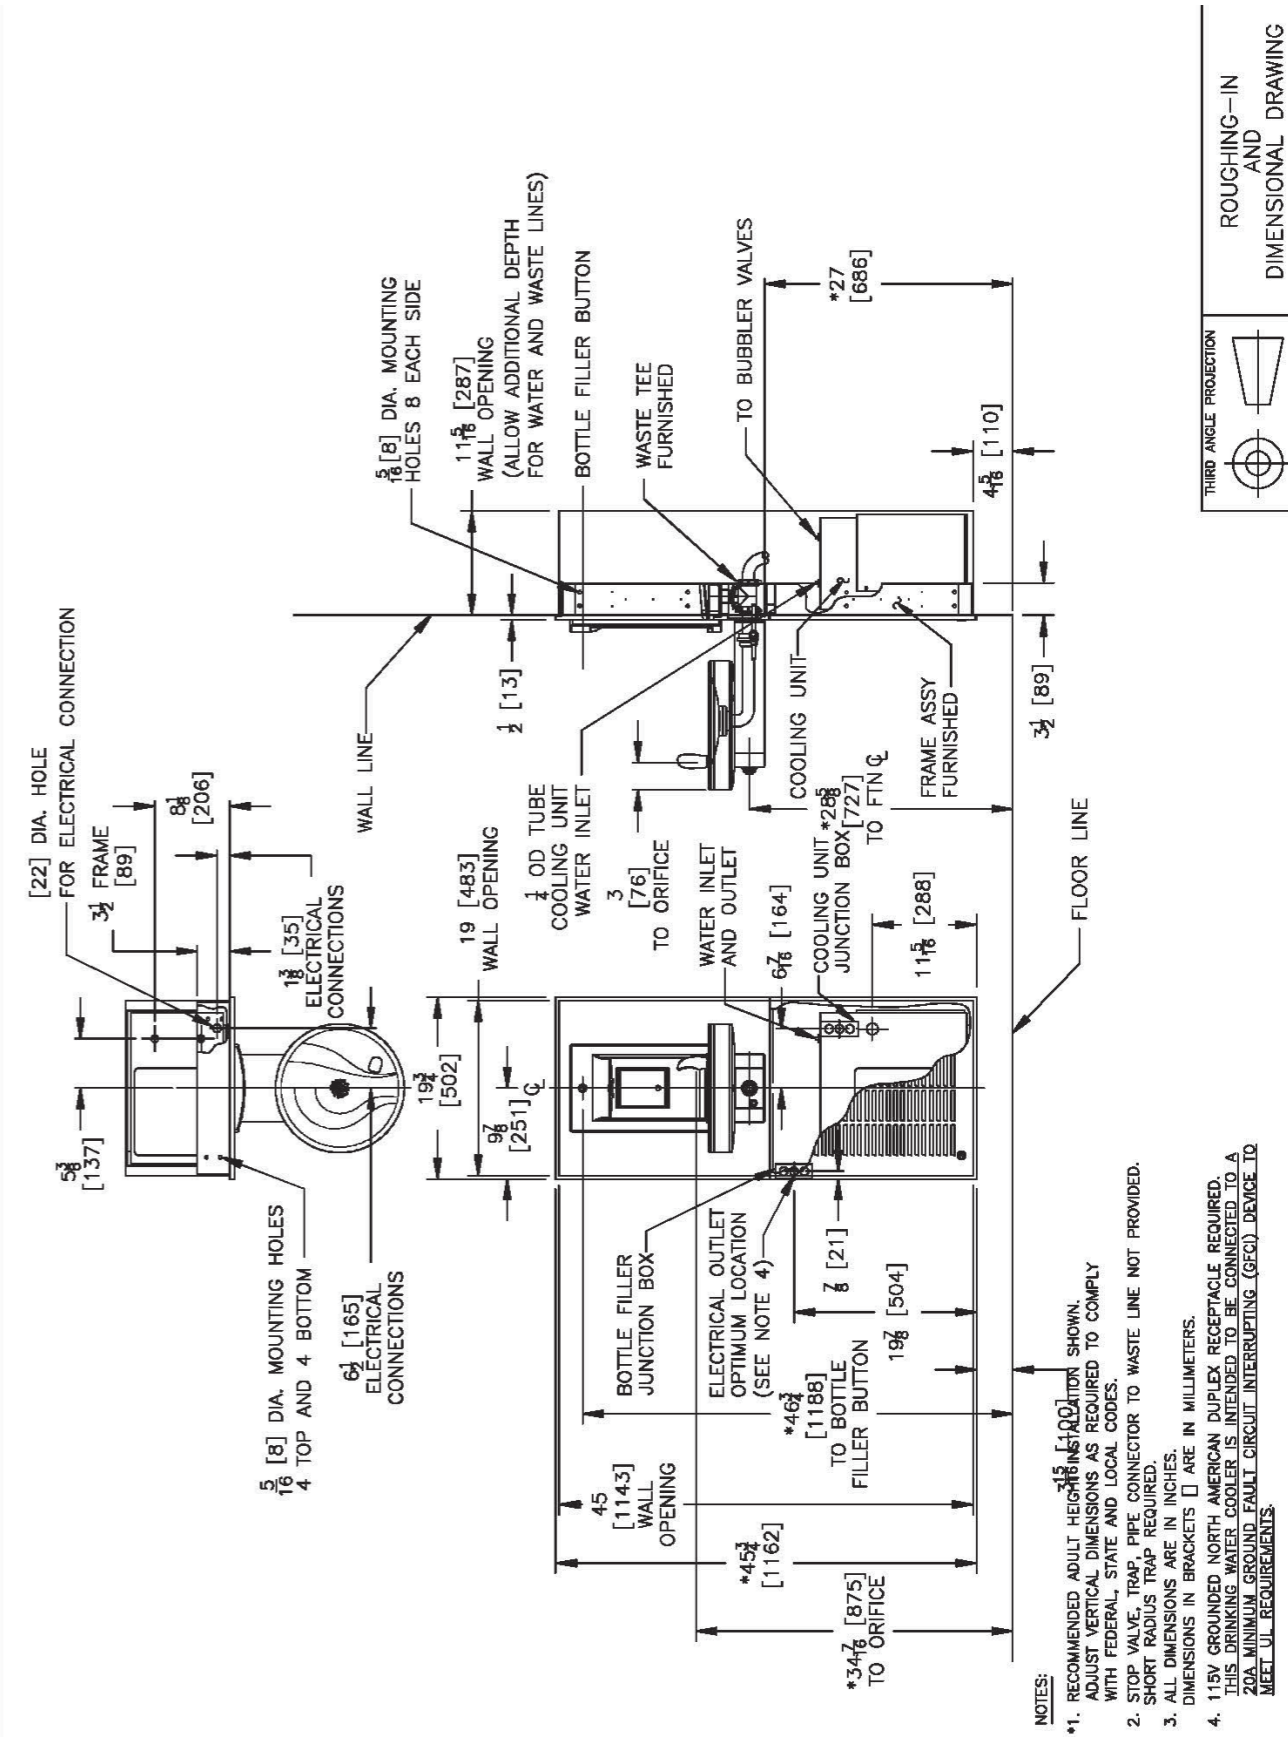 [22] DIA. HOLE
FOR ELECTRICAL CONNECTION
3 1/2 FRAME
[89]
8 1/8
[206]
5 3/8
[137]
1 3/8 [35]
ELECTRICAL
CONNECTIONS
5/16 [8] DIA. MOUNTING HOLES
4 TOP AND 4 BOTTOM
6 1/2 [165]
ELECTRICAL
CONNECTIONS
WALL LINE
5/16 [8] DIA. MOUNTING
HOLES 8 EACH SIDE
11 5/16 [287]
WALL OPENING
(ALLOW ADDITIONAL DEPTH
FOR WATER AND WASTE LINES)
BOTTLE FILLER BUTTON
1/2 [13]
WASTE TEE
FURNISHED
TO BUBBLER VALVES
*27
[686]
19 3/4
[502]
19 [483]
WALL OPENING
9 7/8
[251] ℄
1/4 OD TUBE
COOLING UNIT
WATER INLET
3
[76]
TO ORIFICE
WATER INLET
AND OUTLET
6 7/16 [164]
COOLING UNIT
JUNCTION BOX
COOLING UNIT
*28 5/8
[727]
TO FTN ℄
FRAME ASSY
FURNISHED
11 5/16 [288]
4 5/16 [110]
3 1/2 [89]
FLOOR LINE
BOTTLE FILLER
JUNCTION BOX
ELECTRICAL OUTLET
OPTIMUM LOCATION
(SEE NOTE 4)
7/8 [21]
19 7/8 [504]
*46 3/4
[1188]
TO BOTTLE
FILLER BUTTON
45
[1143]
WALL
OPENING
*45 3/4
[1162]
*34 7/16 [875]
TO ORIFICE
3 15/16 [100]
NOTES:
*1. RECOMMENDED ADULT HEIGHT INSTALLATION SHOWN.
ADJUST VERTICAL DIMENSIONS AS REQUIRED TO COMPLY
WITH FEDERAL, STATE AND LOCAL CODES.
2. STOP VALVE, TRAP, PIPE CONNECTOR TO WASTE LINE NOT PROVIDED.
SHORT RADIUS TRAP REQUIRED.
3. ALL DIMENSIONS ARE IN INCHES.
DIMENSIONS IN BRACKETS [] ARE IN MILLIMETERS.
4. 115V GROUNDED NORTH AMERICAN DUPLEX RECEPTACLE REQUIRED.
THIS DRINKING WATER COOLER IS INTENDED TO BE CONNECTED TO A
20A MINIMUM GROUND FAULT CIRCUIT INTERRUPTING (GFCI) DEVICE TO
MEET UL REQUIREMENTS.
THIRD ANGLE PROJECTION
ROUGHING-IN
AND
DIMENSIONAL DRAWING